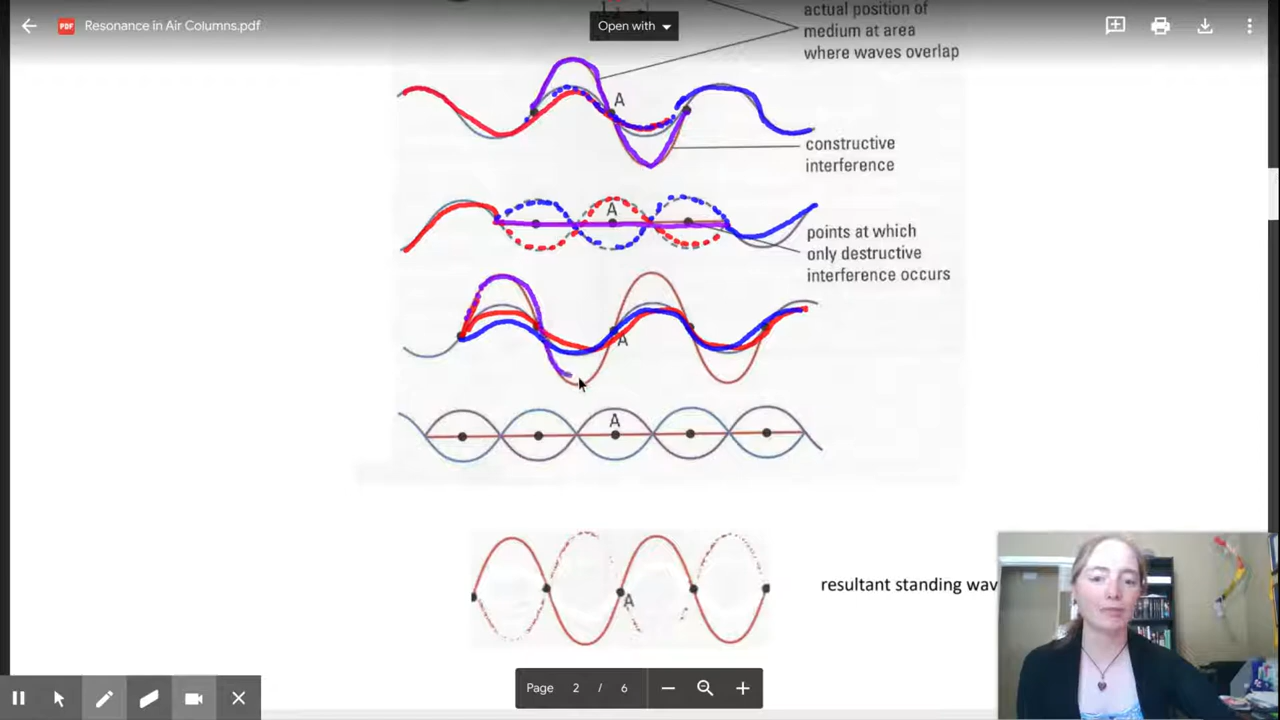 Resonance in Air Columns.pdf
Open with
actual position of
medium at area
where waves overlap
A
constructive
interference
A
points at which
only destructive
interference occurs
A
A
A
resultant standing wav
Page 2 / 6